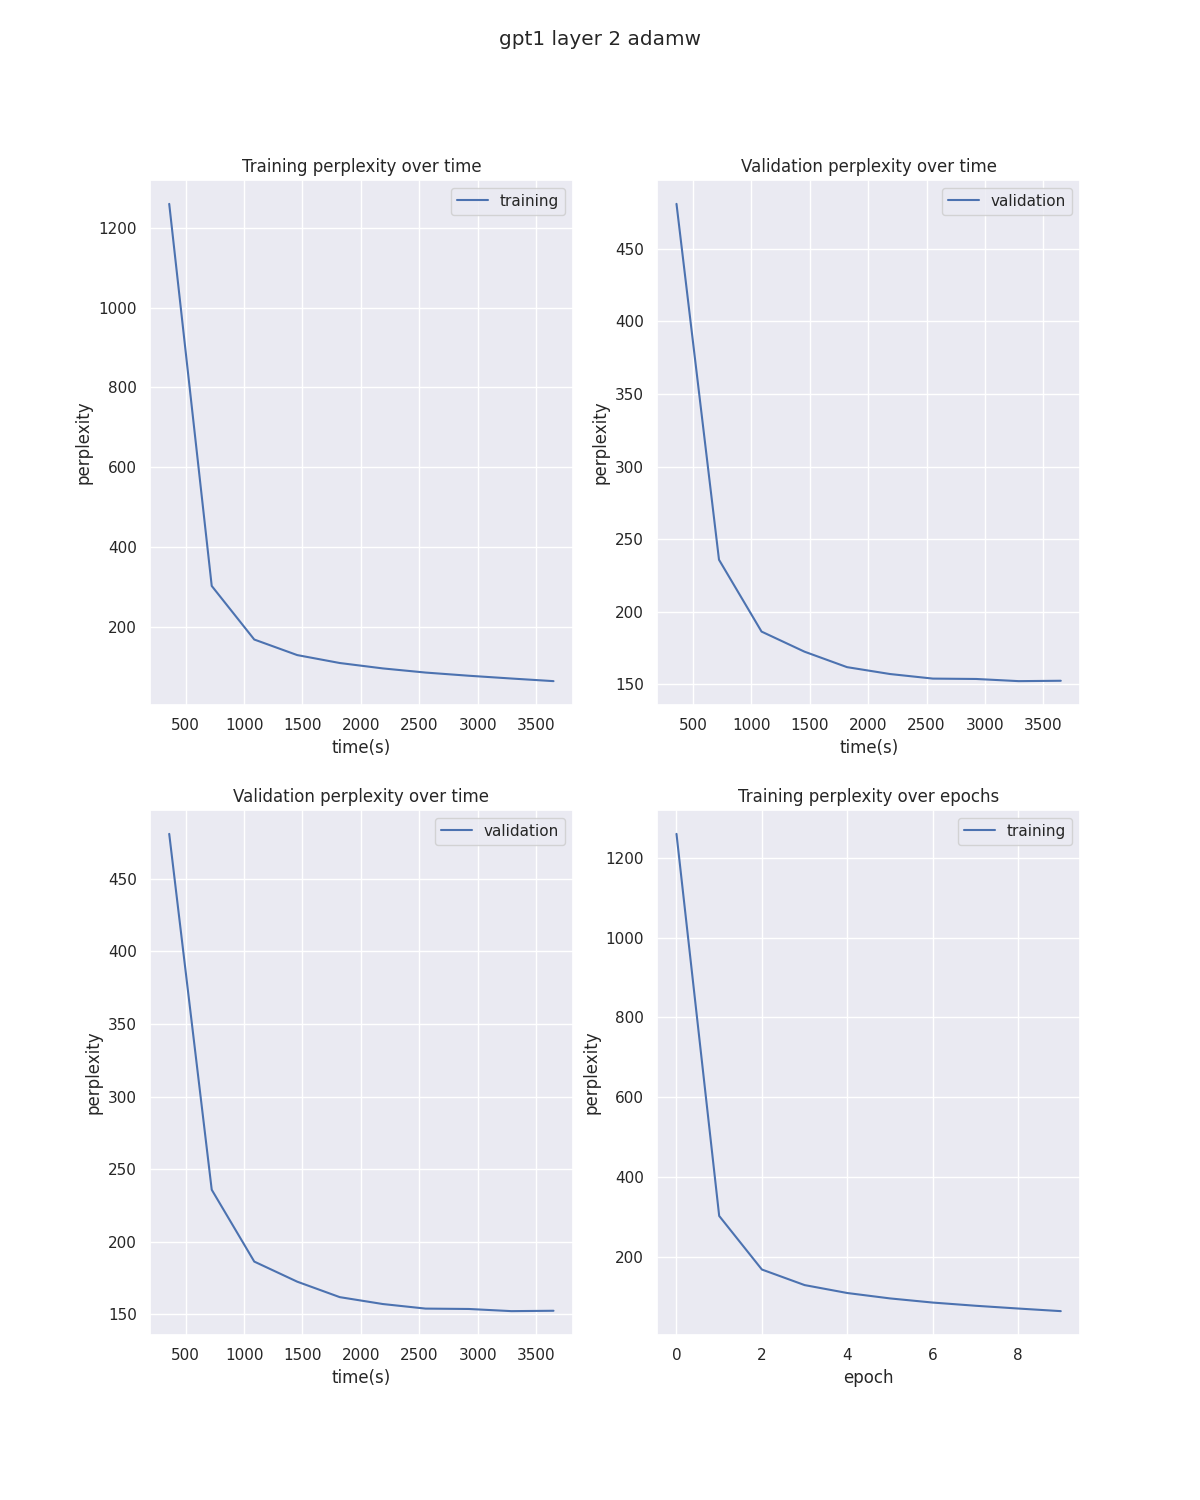 gpt1 layer 2 adamw
Training perplexity over time
training
1200
1000
800
600
400
200
perplexity
500 1000 1500 2000 2500 3000 3500
time(s)
Validation perplexity over time
validation
450
400
350
300
250
200
150
perplexity
500 1000 1500 2000 2500 3000 3500
time(s)
Validation perplexity over time
validation
450
400
350
300
250
200
150
perplexity
500 1000 1500 2000 2500 3000 3500
time(s)
Training perplexity over epochs
training
1200
1000
800
600
400
200
perplexity
0 2 4 6 8
epoch